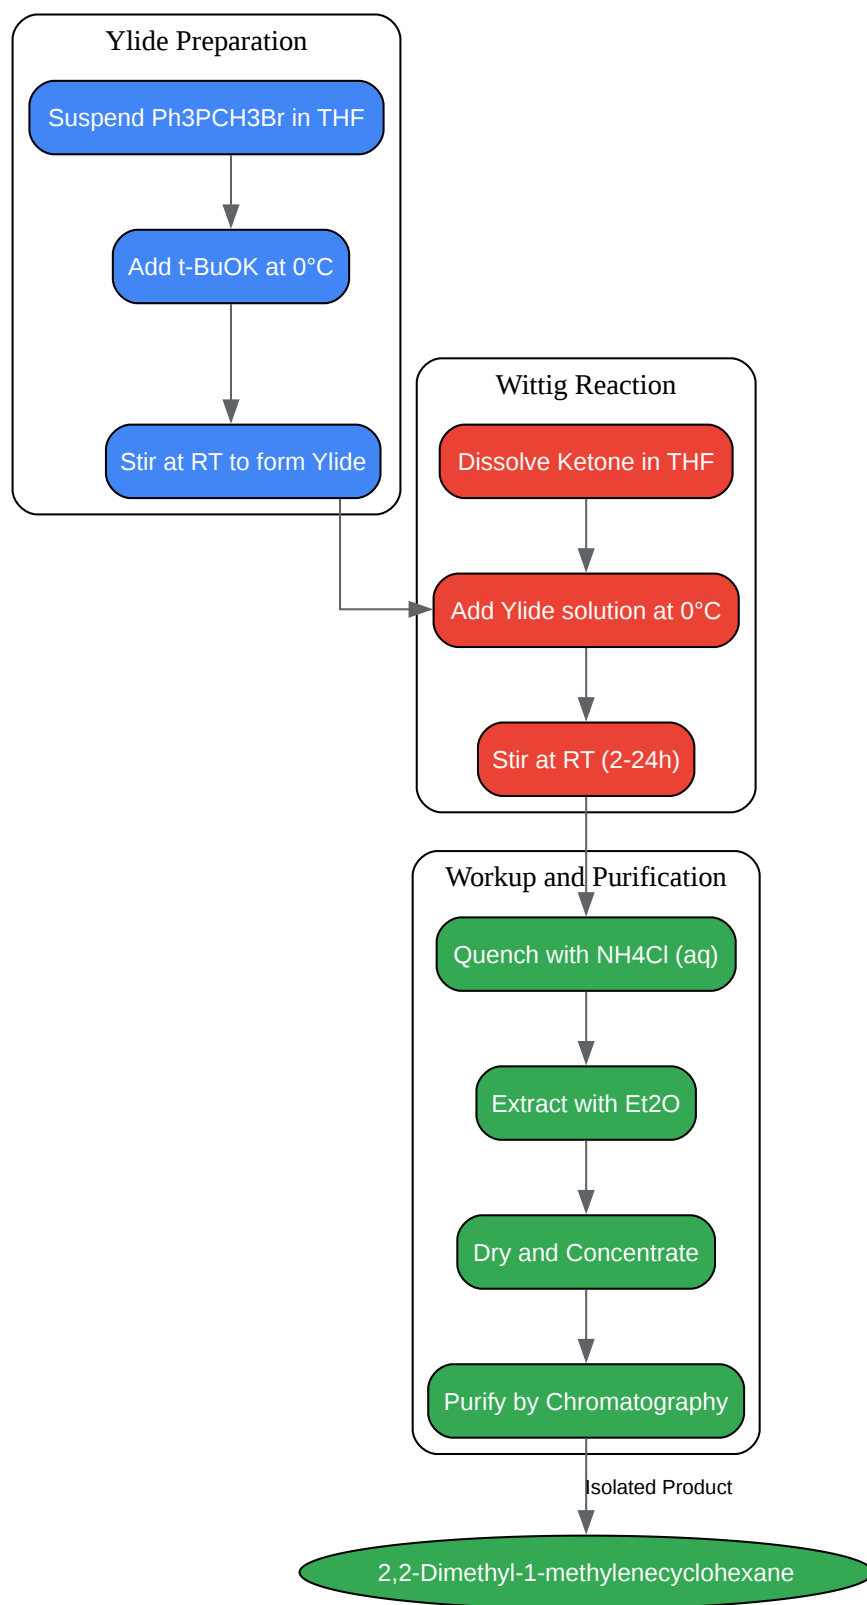 Ylide Preparation
Suspend Ph3PCH3Br in THF
Add t-BuOK at 0°C
Stir at RT to form Ylide
Wittig Reaction
Dissolve Ketone in THF
Add Ylide solution at 0°C
Stir at RT (2-24h)
Workup and Purification
Quench with NH4Cl (aq)
Extract with Et2O
Dry and Concentrate
Purify by Chromatography
Isolated Product
2,2-Dimethyl-1-methylenecyclohexane